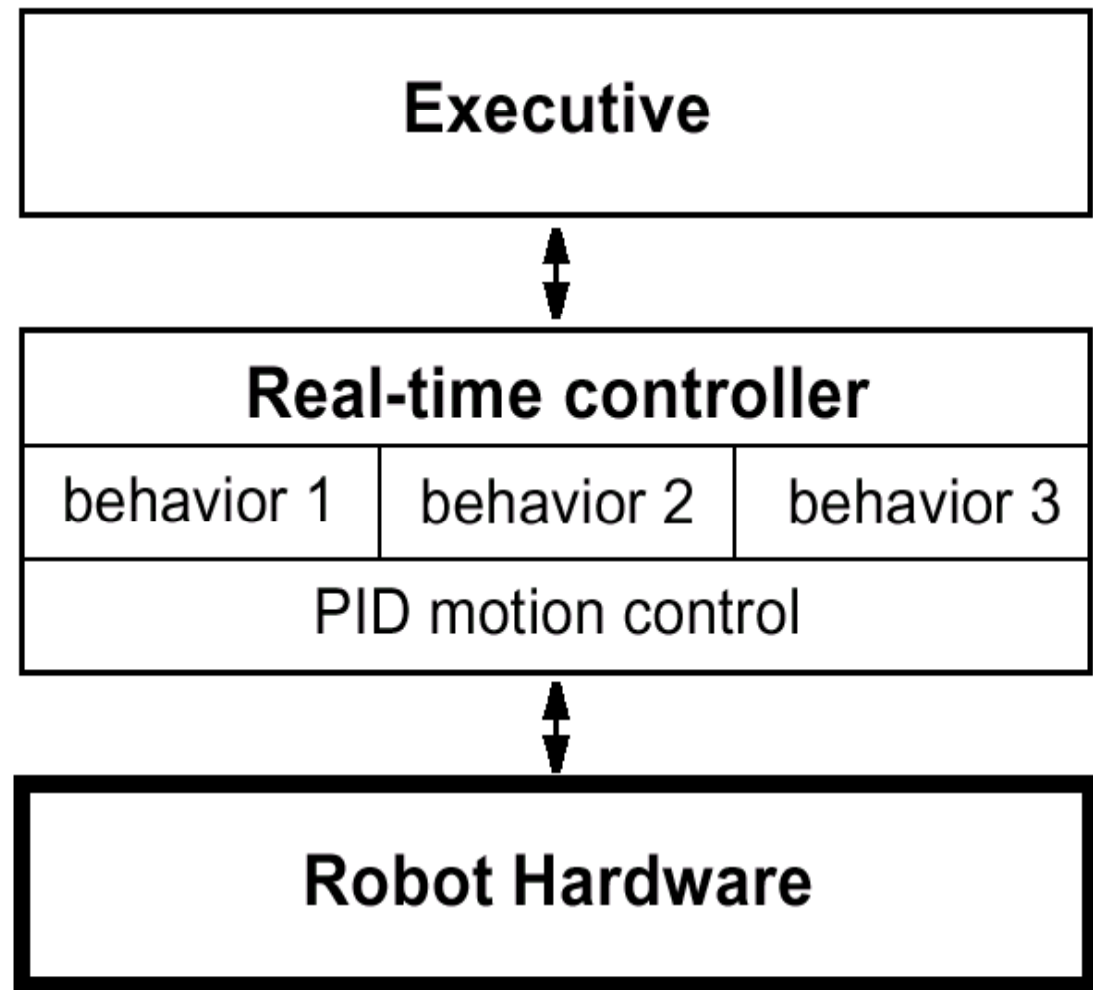 Executive
Real-time controller
behavior 1 behavior 2 behavior 3
PID motion control
Robot Hardware